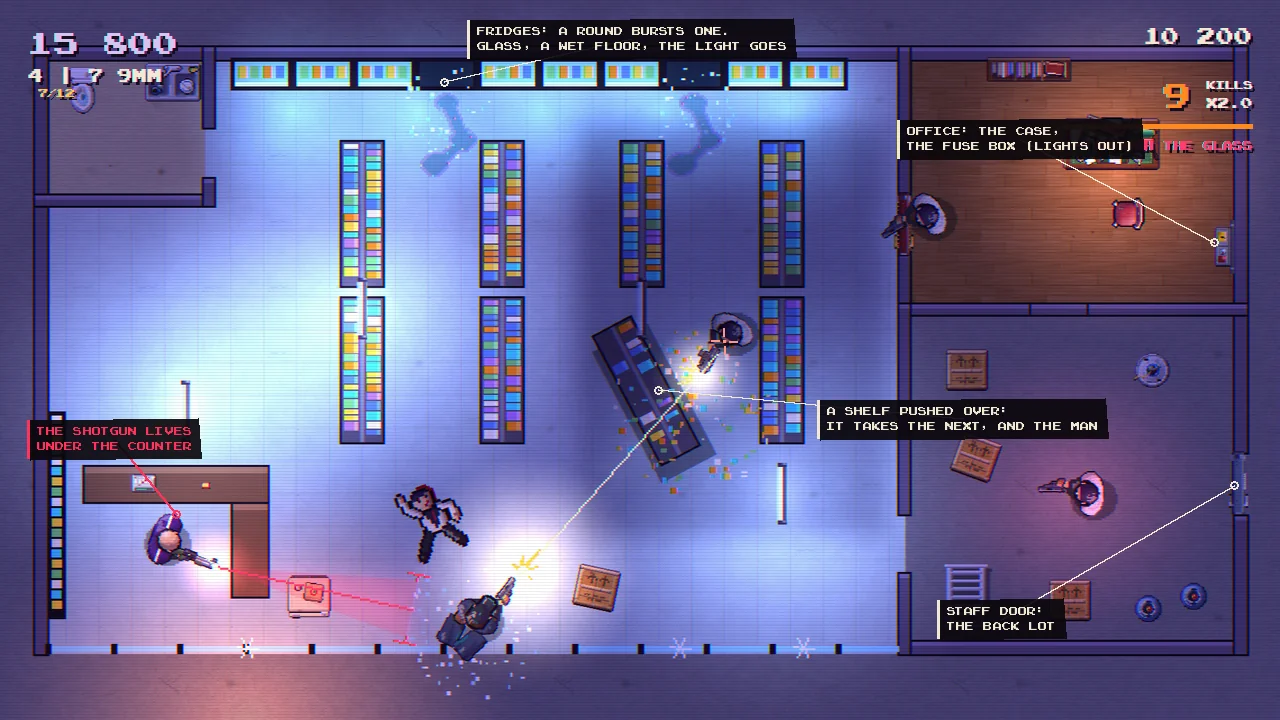 15 800
4 | 7 9MM
7/12
FRIDGES: A ROUND BURSTS ONE.
GLASS, A WET FLOOR, THE LIGHT GOES
10 200
9 KILLS
X2.0
OFFICE: THE CASE,
THE FUSE BOX (LIGHTS OUT)
THE GLASS
THE SHOTGUN LIVES
UNDER THE COUNTER
A SHELF PUSHED OVER:
IT TAKES THE NEXT, AND THE MAN
STAFF DOOR:
THE BACK LOT